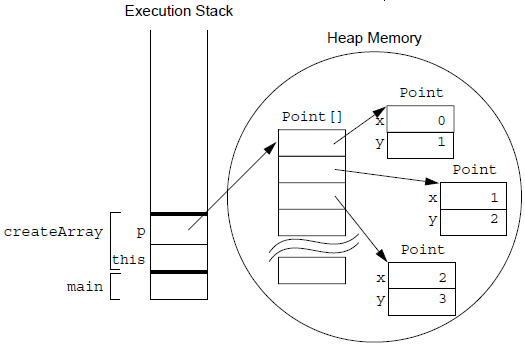 Execution Stack
Heap Memory
Point[]
Point
x 0
y 1
Point
x 1
y 2
Point
x 2
y 3
createArray
p
this
main